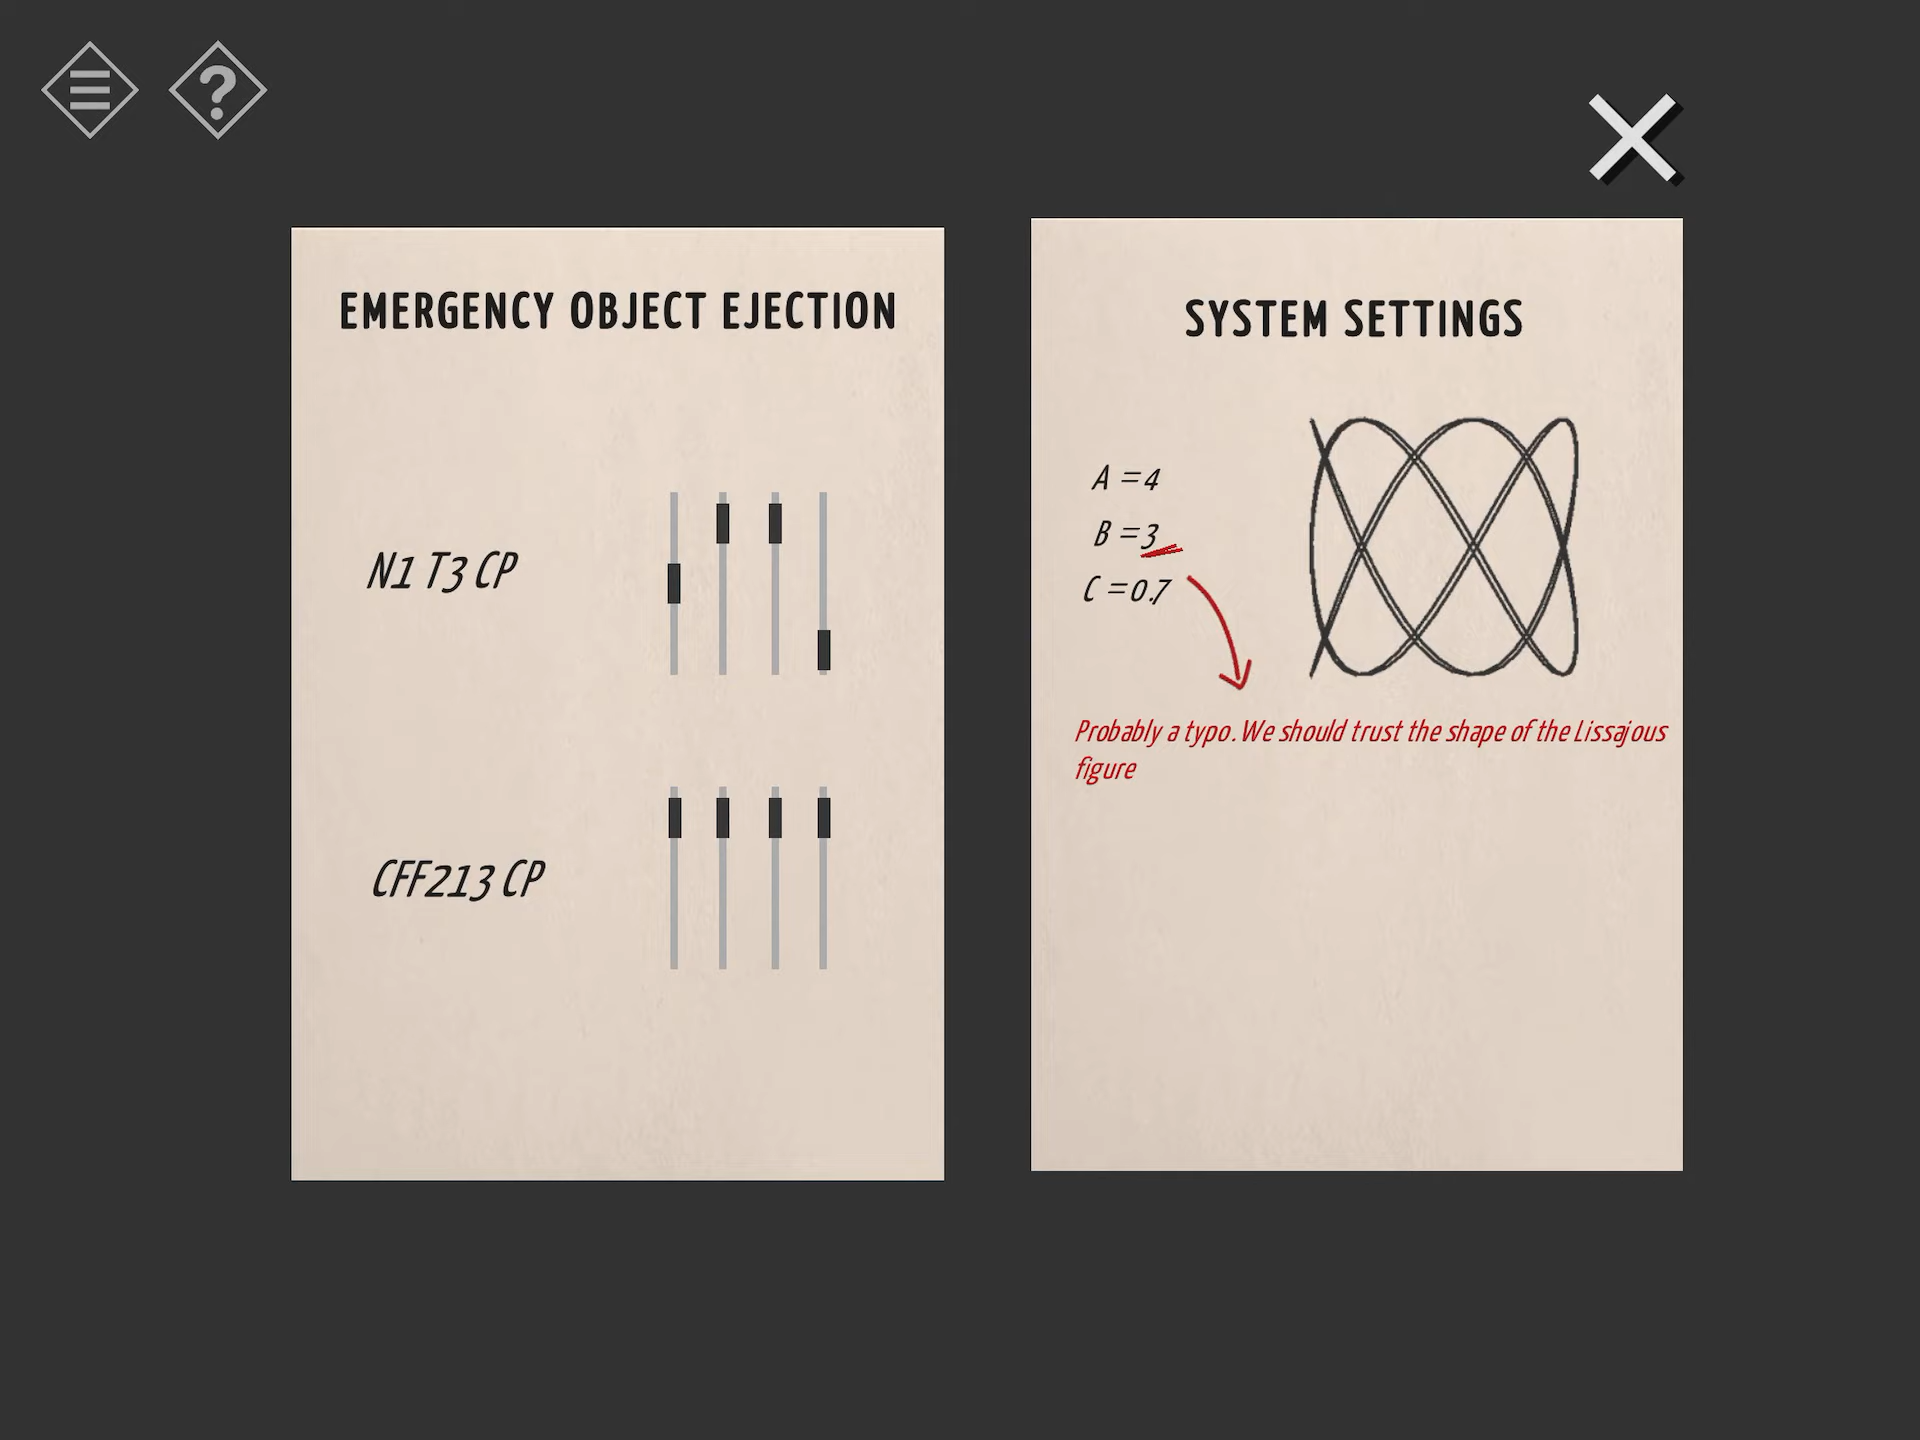 ?
EMERGENCY OBJECT EJECTION
N1 T3 CP
CFF213 CP
SYSTEM SETTINGS
A = 4
B = 3
C = 0.7
Probably a typo. We should trust the shape of the Lissajous
figure